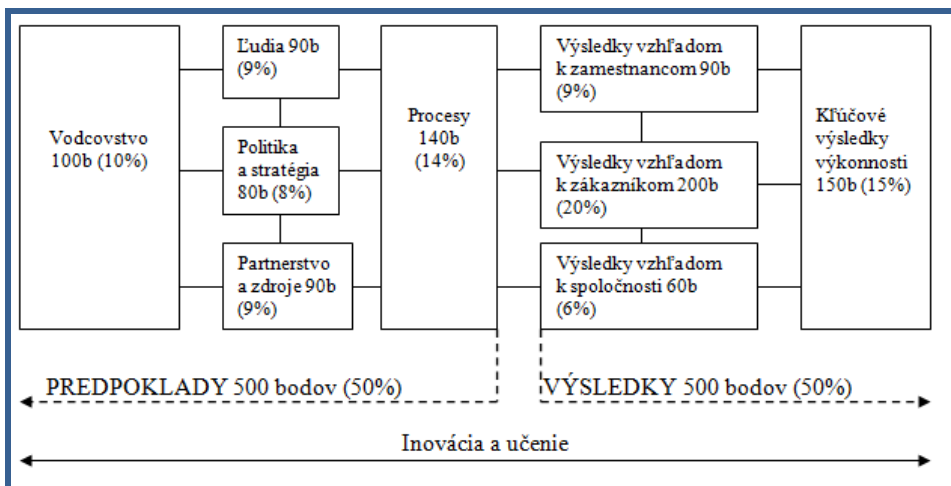 Vodcovstvo
100b (10%)
Ľudia 90b
(9%)
Politika
a stratégia
80b (8%)
Partnerstvo
a zdroje 90b
(9%)
Procesy
140b
(14%)
Výsledky vzhľadom
k zamestnancom 90b
(9%)
Výsledky vzhľadom
k zákazníkom 200b
(20%)
Výsledky vzhľadom
k spoločnosti 60b
(6%)
Kľúčové
výsledky
výkonnosti
150b (15%)
PREDPOKLADY 500 bodov (50%)
VÝSLEDKY 500 bodov (50%)
Inovácia a učenie